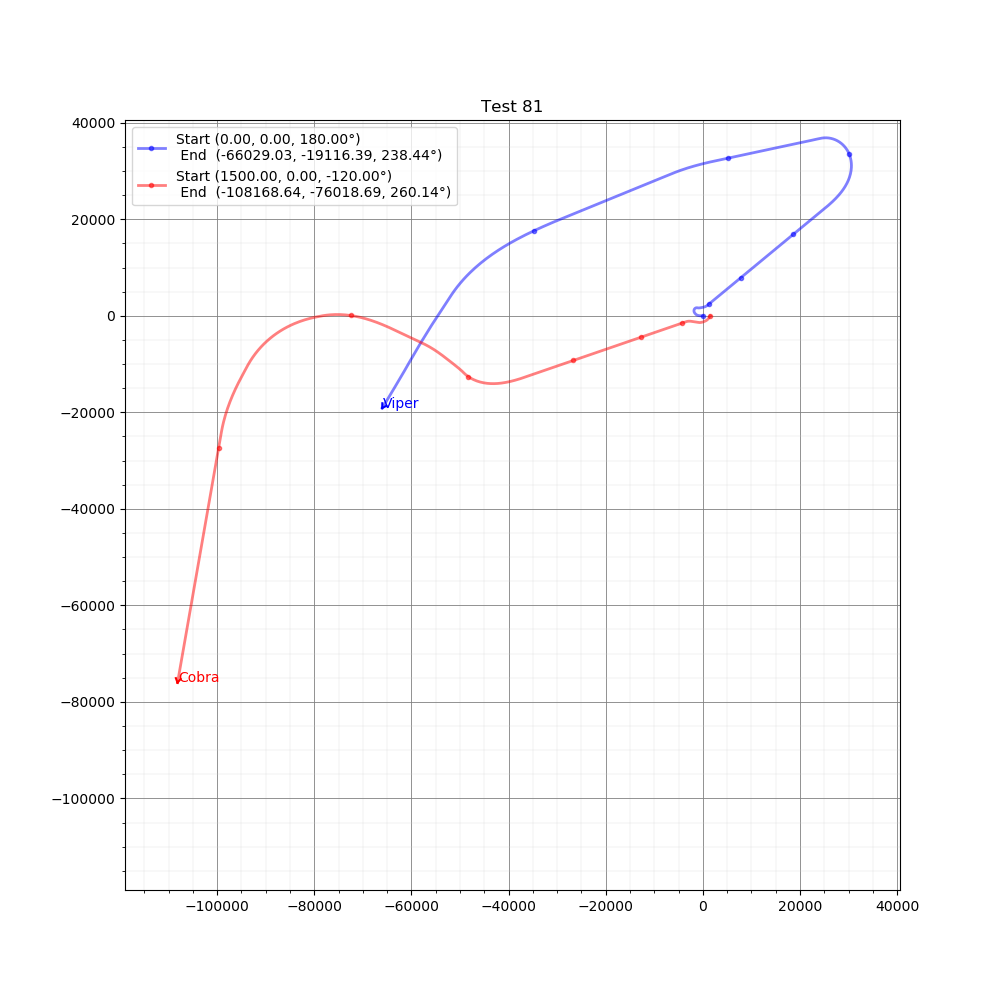 Test 81
Start (0.00, 0.00, 180.00°)
End (-66029.03, -19116.39, 238.44°)
Start (1500.00, 0.00, -120.00°)
End (-108168.64, -76018.69, 260.14°)
40000
20000
0
−20000
−40000
−60000
−80000
−100000
Viper
Cobra
−100000 −80000 −60000 −40000 −20000 0 20000 40000